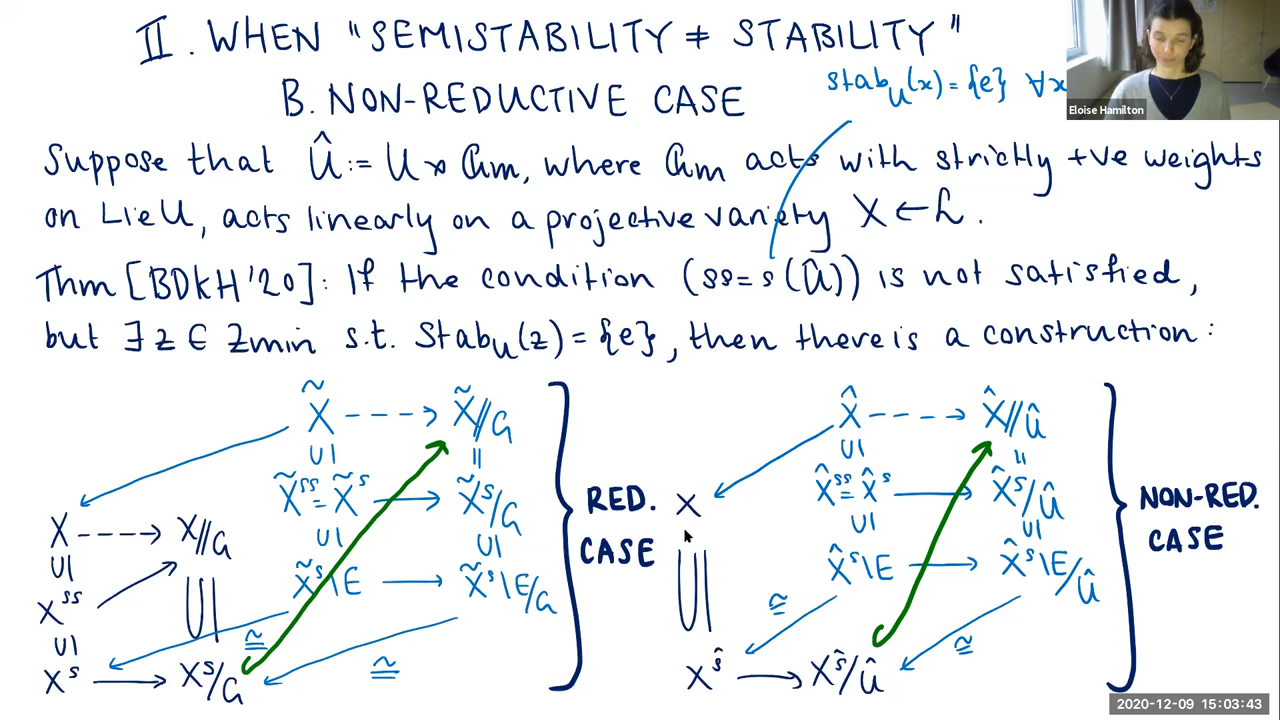 II. WHEN "SEMISTABILITY ≠ STABILITY"
B. NON-REDUCTIVE CASE
stab_U(x) = {e} ∀x
Eloise Hamilton
Suppose that Û := U ⋊ Gm, where Gm acts with strictly +ve weights
on Lie U, acts linearly on a projective variety X ← L.
Thm [BDKH '20]: If the condition (ss = s (Û)) is not satisfied,
but ∃ z ∈ Zmin s.t. Stab_U(z) = {e}, then there is a construction:
X̃ ⇢ X̃//G
∪| ||
X̃^ss = X̃^s → X̃^s/G
∪| ∪|
X̃^s\E → X̃^s\E/G
X ⇢ X//G
∪|
X^ss
∪| ∪|
X^s → X^s/G
≅ ≅
RED.
CASE
X̂ ⇢ X̂//Û
∪| ||
X̂^ss = X̂^s → X̂^s/Û
∪| ∪|
X̂^s\E → X̂^s\E/Û
X
∪|
X^ŝ → X^ŝ/Û
≅ ≅
NON-RED.
CASE
2020-12-09 15:03:43